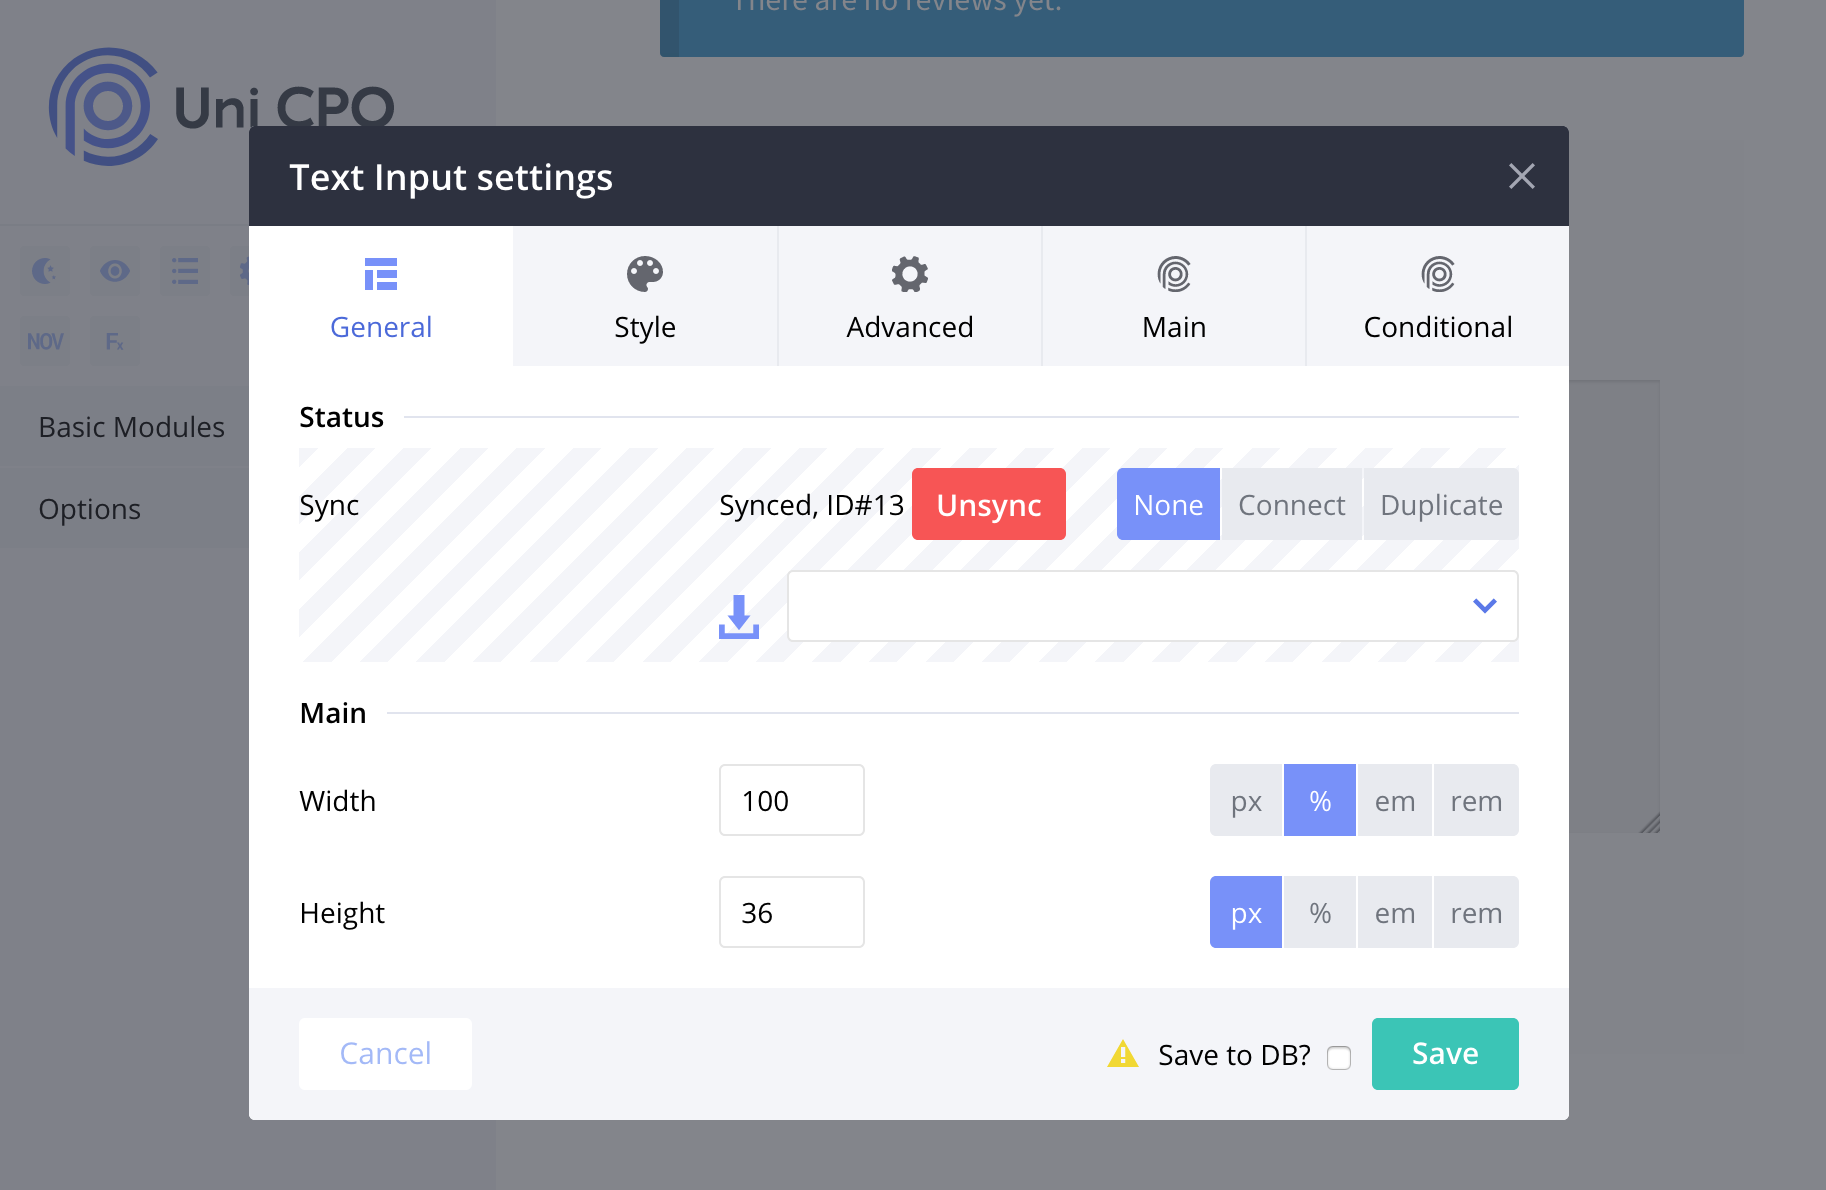 There are no reviews yet.
Uni CPO
Text Input settings
General
Style
Advanced
Main
Conditional
NOV
Fx
Basic Modules
Options
Status
Sync
Synced, ID#13
Unsync
None
Connect
Duplicate
Main
Width
100
px
%
em
rem
Height
36
px
%
em
rem
Cancel
Save to DB?
Save